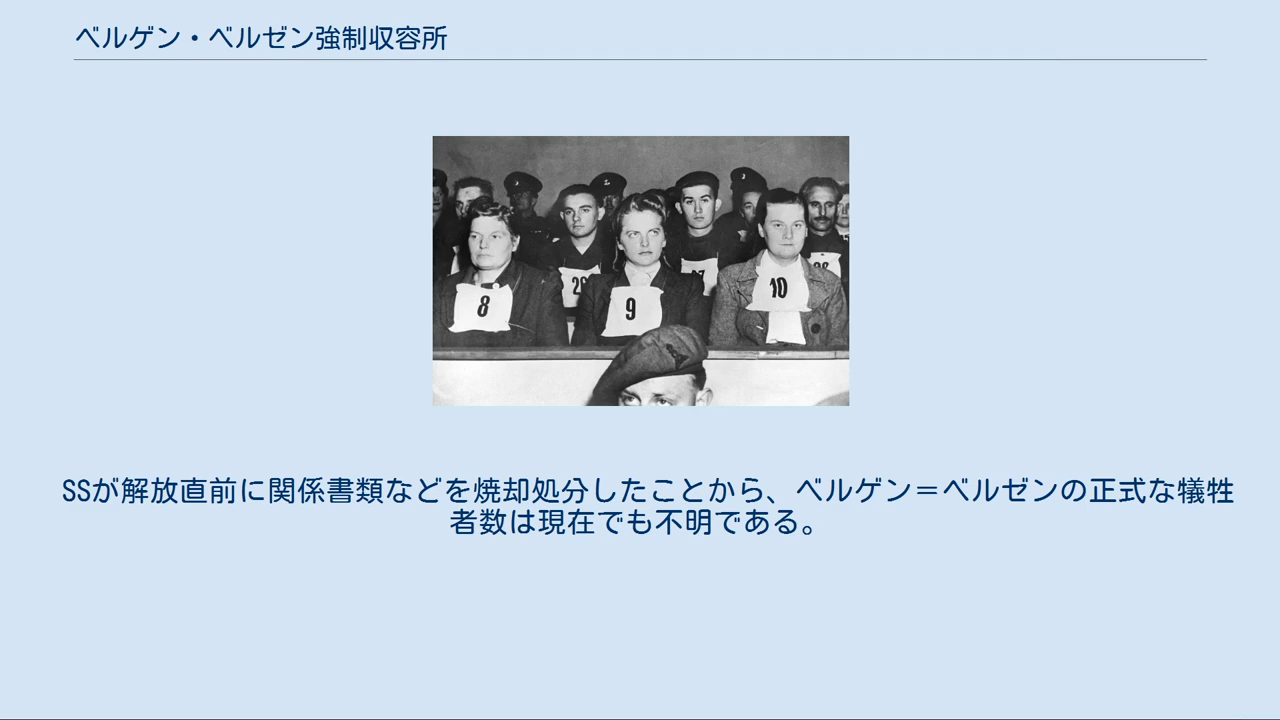 ベルゲン・ベルゼン強制収容所
8
9
10
SSが解放直前に関係書類などを焼却処分したことから、ベルゲン＝ベルゼンの正式な犠牲
者数は現在でも不明である。